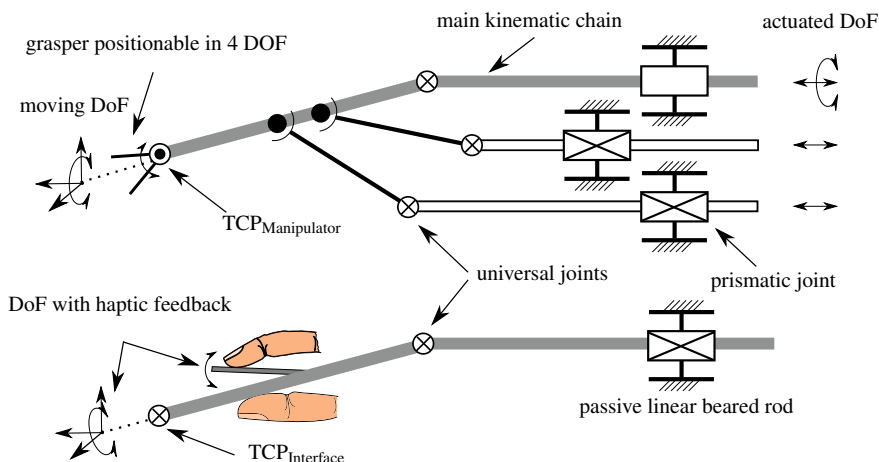 main kinematic chain
actuated DoF
grasper positionable in 4 DOF
moving DoF
TCPManipulator
universal joints
prismatic joint
DoF with haptic feedback
passive linear beared rod
TCPInterface